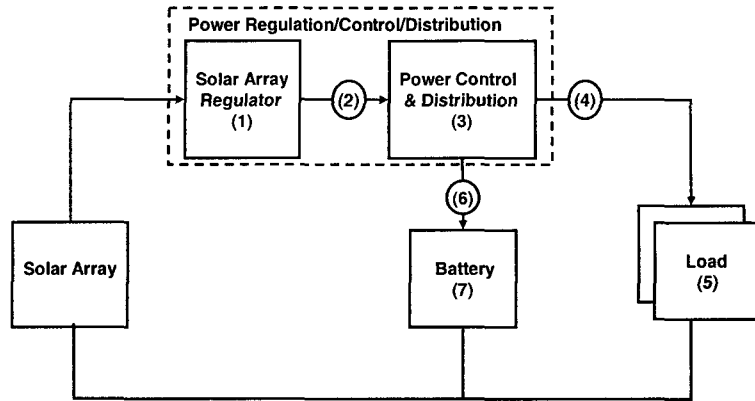 Power Regulation/Control/Distribution
Solar Array
Regulator
(1)
(2)
Power Control
& Distribution
(3)
(4)
(6)
Solar Array
Battery
(7)
Load
(5)